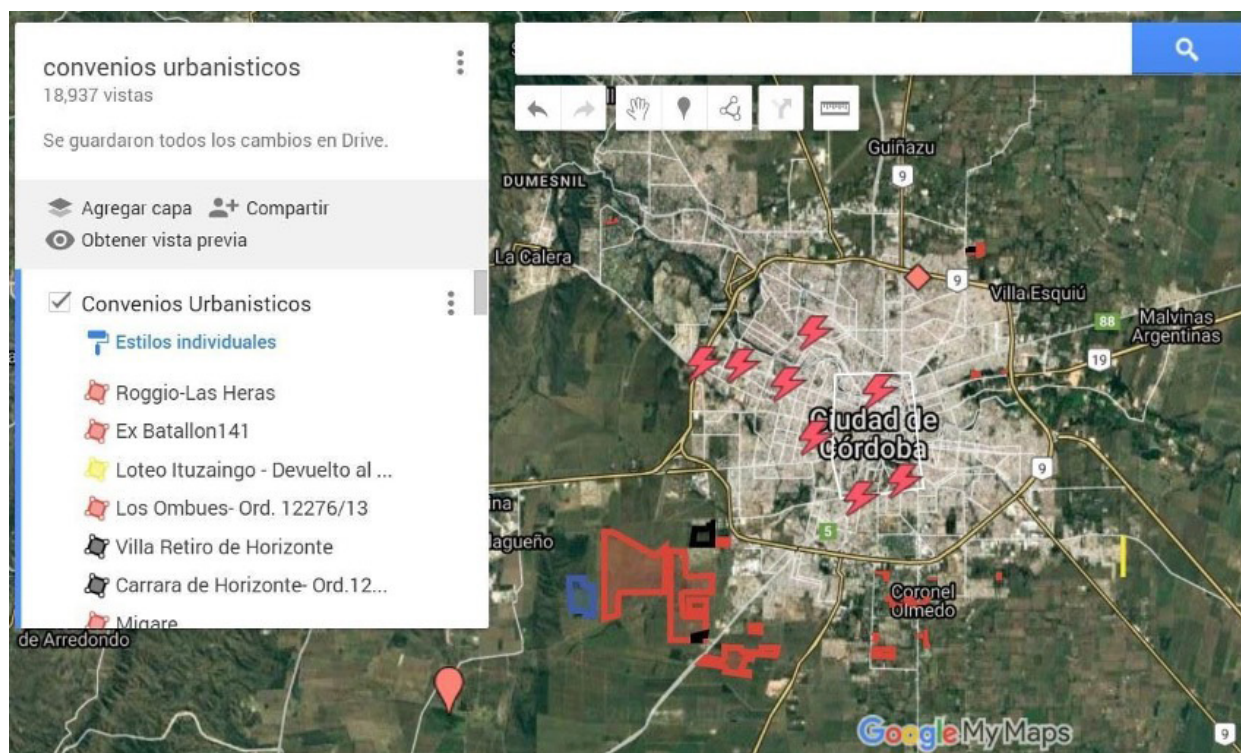 convenios urbanisticos
18,937 vistas
Se guardaron todos los cambios en Drive.
Agregar capa
Compartir
Obtener vista previa
Convenios Urbanisticos
Estilos individuales
Roggio-Las Heras
Ex Batallon141
Loteo Ituzaingo - Devuelto al ...
Los Ombues- Ord. 12276/13
Villa Retiro de Horizonte
Carrara de Horizonte- Ord.12...
Migare
de Arredondo
Guiñazu
9
DUMESNIL
La Calera
9
Villa Esquiú
88
Malvinas
Argentinas
19
Ciudad de
Córdoba
9
ina
lagueño
5
Coronel
Olmedo
Google My Maps
9